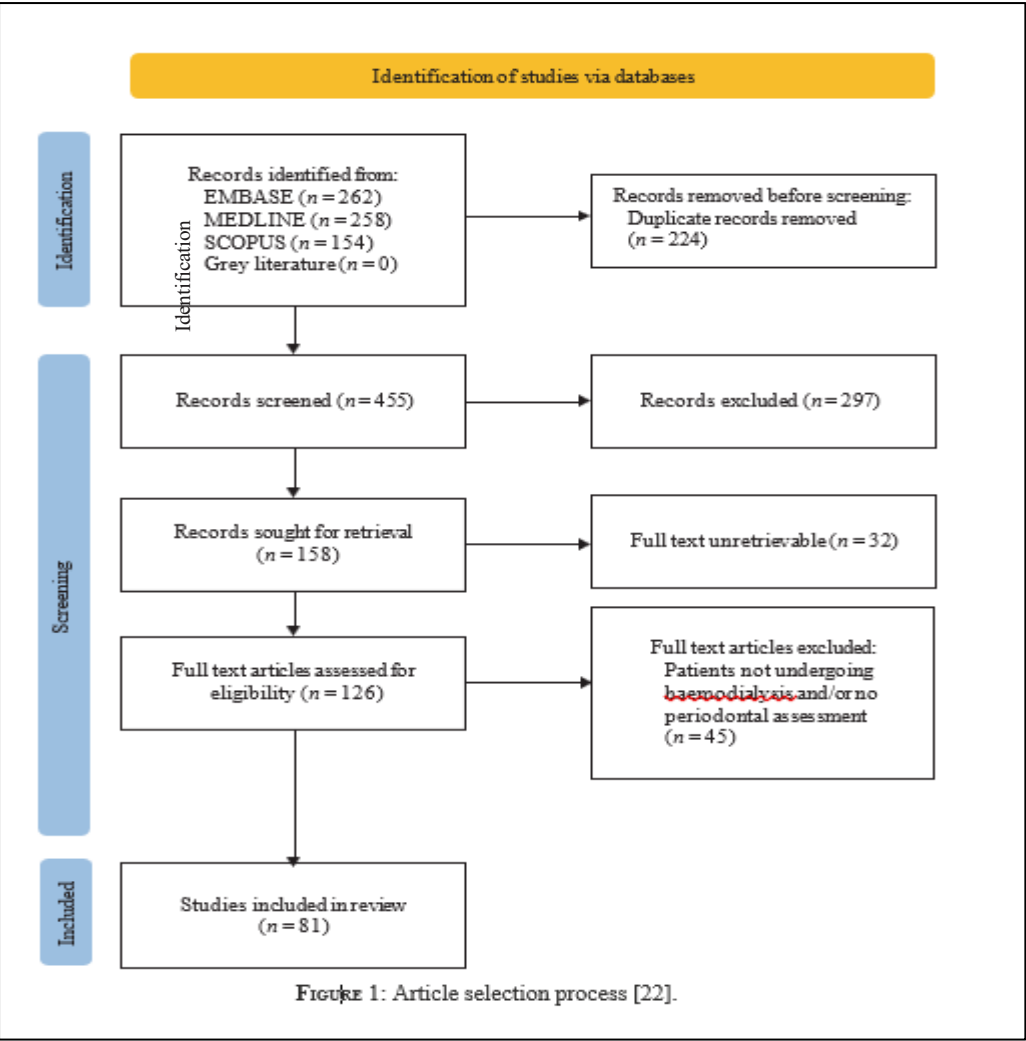 Identification of studies via databases
Identification
Records identified from:
EMBASE (n = 262)
MEDLINE (n = 258)
SCOPUS (n = 154)
Grey literature (n = 0)
Identification
Records removed before screening:
Duplicate records removed
(n = 224)
Screening
Records screened (n = 455)
Records excluded (n = 297)
Records sought for retrieval
(n = 158)
Full text unretrievable (n = 32)
Full text articles assessed for
eligibility (n = 126)
Full text articles excluded:
Patients not undergoing
haemodialysis and/or no
periodontal assessment
(n = 45)
Included
Studies included in review
(n = 81)
FIGURE 1: Article selection process [22].